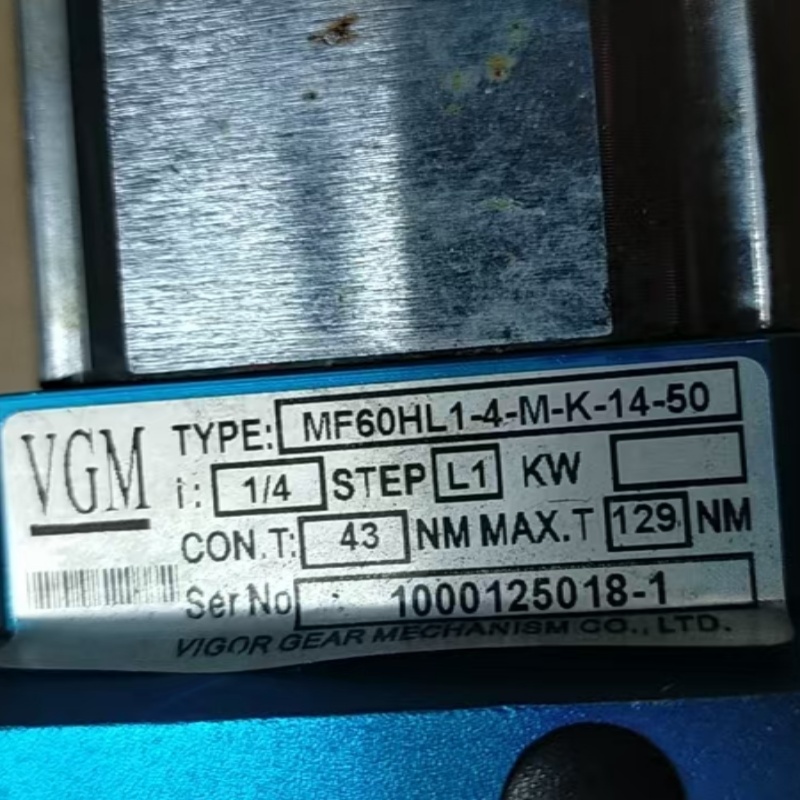 VGM
TYPE: MF60HL1-4-M-K-14-50
i: 1/4 STEP L1 KW
CON.T: 43 NM MAX.T 129 NM
Ser No 1000125018-1
VIGOR GEAR MECHANISM CO., LTD.